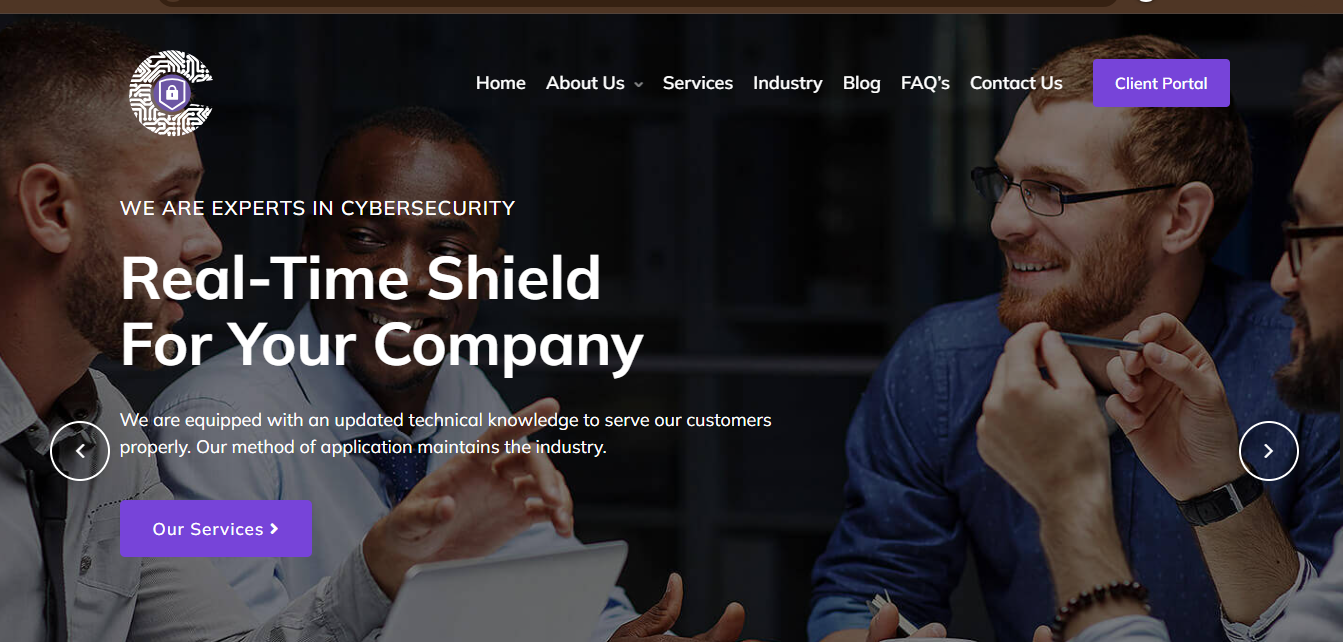 Home About Us Services Industry Blog FAQ's Contact Us Client Portal
WE ARE EXPERTS IN CYBERSECURITY
Real-Time Shield
For Your Company
We are equipped with an updated technical knowledge to serve our customers
properly. Our method of application maintains the industry.
Our Services